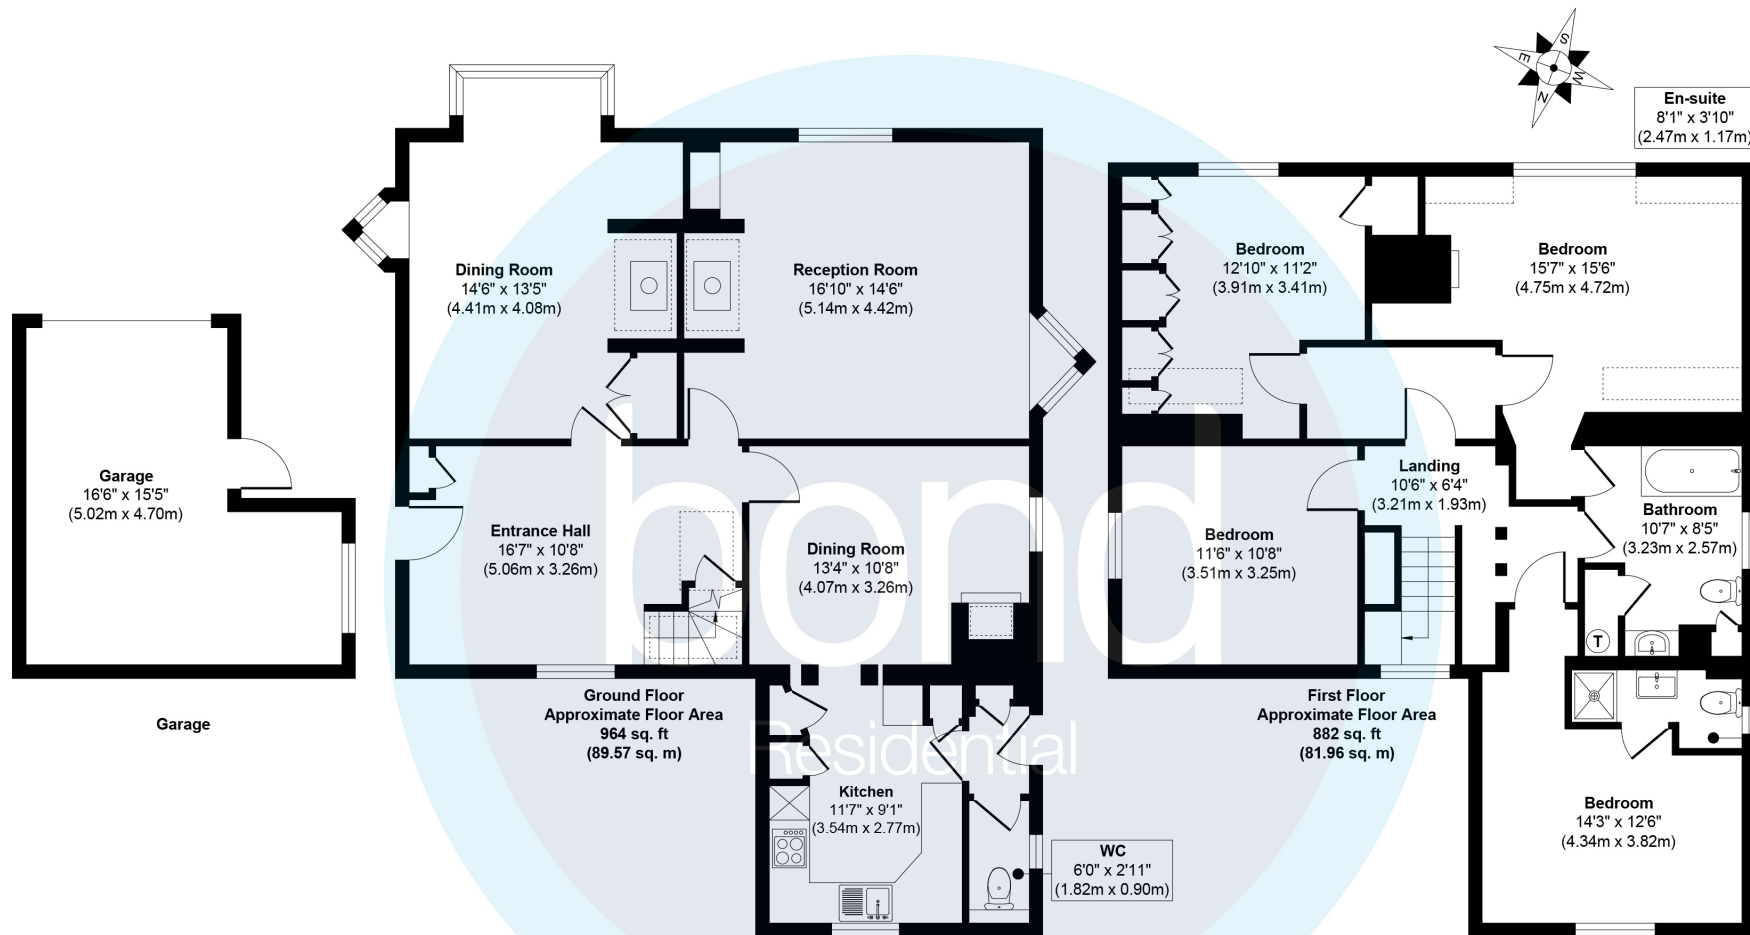 S
E
W
N
En-suite
8'1" x 3'10"
(2.47m x 1.17m)
Dining Room
14'6" x 13'5"
(4.41m x 4.08m)
Reception Room
16'10" x 14'6"
(5.14m x 4.42m)
Bedroom
12'10" x 11'2"
(3.91m x 3.41m)
Bedroom
15'7" x 15'6"
(4.75m x 4.72m)
Garage
16'6" x 15'5"
(5.02m x 4.70m)
Entrance Hall
16'7" x 10'8"
(5.06m x 3.26m)
Dining Room
13'4" x 10'8"
(4.07m x 3.26m)
Bedroom
11'6" x 10'8"
(3.51m x 3.25m)
Landing
10'6" x 6'4"
(3.21m x 1.93m)
Bathroom
10'7" x 8'5"
(3.23m x 2.57m)
T
bond
Residential
Garage
Ground Floor
Approximate Floor Area
964 sq. ft
(89.57 sq. m)
First Floor
Approximate Floor Area
882 sq. ft
(81.96 sq. m)
Kitchen
11'7" x 9'1"
(3.54m x 2.77m)
WC
6'0" x 2'11"
(1.82m x 0.90m)
Bedroom
14'3" x 12'6"
(4.34m x 3.82m)